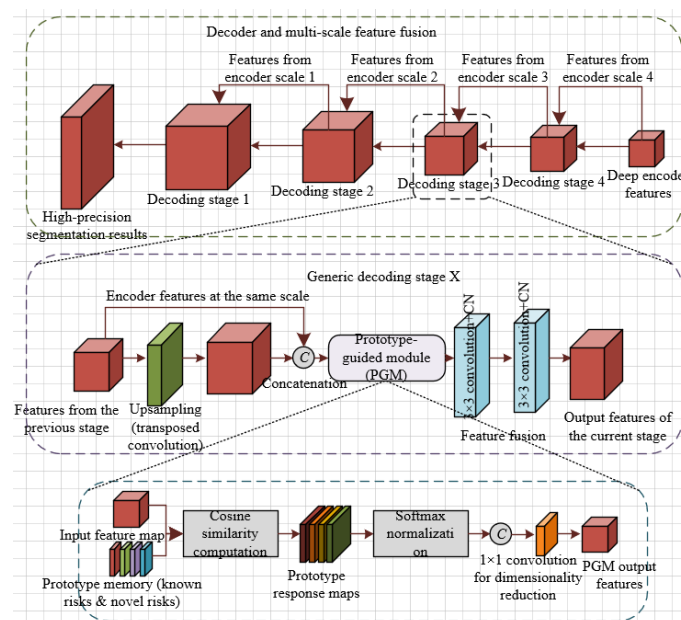 Decoder and multi-scale feature fusion
Features from
encoder scale 1
Features from
encoder scale 2
Features from
encoder scale 3
Features from
encoder scale 4
High-precision
segmentation results
Decoding stage 1
Decoding stage 2
Decoding stage 3
Decoding stage 4
Deep encode
features
Generic decoding stage X
Encoder features at the same scale
Features from the
previous stage
Upsampling
(transposed
convolution)
C
Concatenation
Prototype-
guided module
(PGM)
3×3 convolution+CN
3×3 convolution+CN
Feature fusion
Output features of
the current stage
Input feature map
Prototype memory (known
risks & novel risks)
Cosine
similarity
computation
Prototype
response maps
Softmax
normalizati
on
C
1×1 convolution
for dimensionality
reduction
PGM output
features